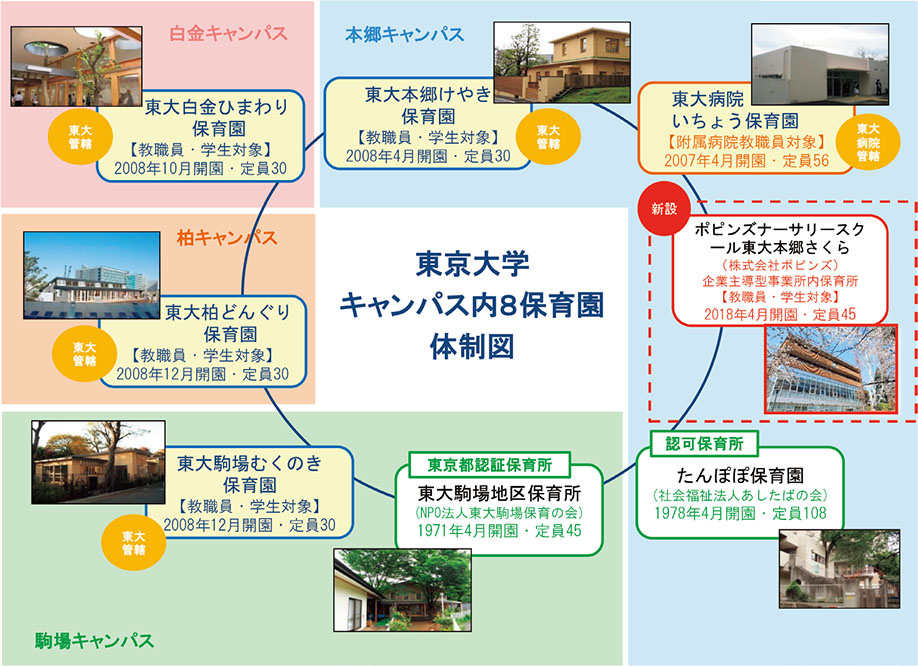 白金キャンパス
東大白金ひまわり
保育園
【教職員・学生対象】
2008年10月開園・定員30
東大
管轄
本郷キャンパス
東大本郷けやき
保育園
【教職員・学生対象】
2008年4月開園・定員30
東大
管轄
東大病院
いちょう保育園
【附属病院教職員対象】
2007年4月開園・定員56
東大
病院
管轄
新設
ポピンズナーサリースク
ール東大本郷さくら
(株式会社ポピンズ)
企業主導型事業所内保育所
【教職員・学生対象】
2018年4月開園・定員45
東京大学
キャンパス内8保育園
体制図
柏キャンパス
東大柏どんぐり
保育園
【教職員・学生対象】
2008年12月開園・定員30
東大
管轄
東大駒場むくのき
保育園
【教職員・学生対象】
2008年12月開園・定員30
東大
管轄
東京都認証保育所
東大駒場地区保育所
(NPO法人東大駒場保育の会)
1971年4月開園・定員45
認可保育所
たんぽぽ保育園
(社会福祉法人あしたばの会)
1978年4月開園・定員108
駒場キャンパス